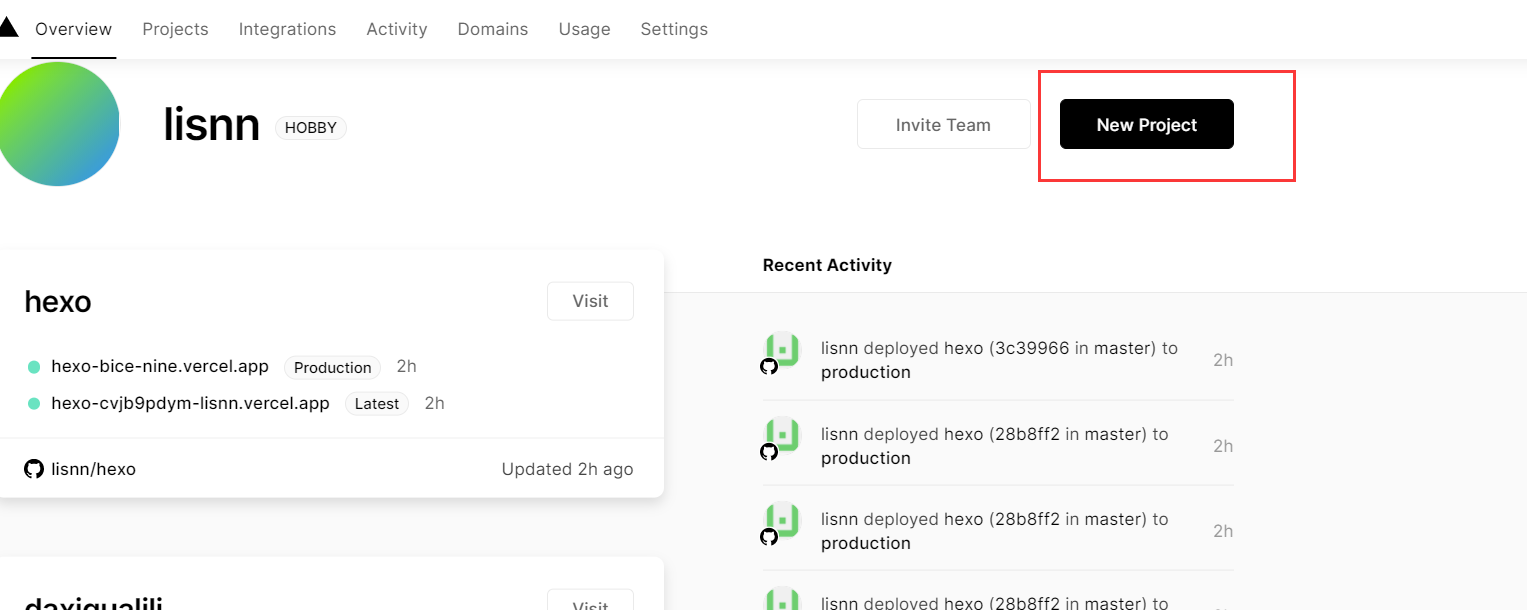 Overview Projects Integrations Activity Domains Usage Settings
lisnn HOBBY
Invite Team
New Project
hexo
Visit
hexo-bice-nine.vercel.app Production 2h
hexo-cvjb9pdym-lisnn.vercel.app Latest 2h
lisnn/hexo Updated 2h ago
daxigualili
Visit
Recent Activity
lisnn deployed hexo (3c39966 in master) to
production
2h
lisnn deployed hexo (28b8ff2 in master) to
production
2h
lisnn deployed hexo (28b8ff2 in master) to
production
2h
lisnn deployed hexo (28b8ff2 in master) to